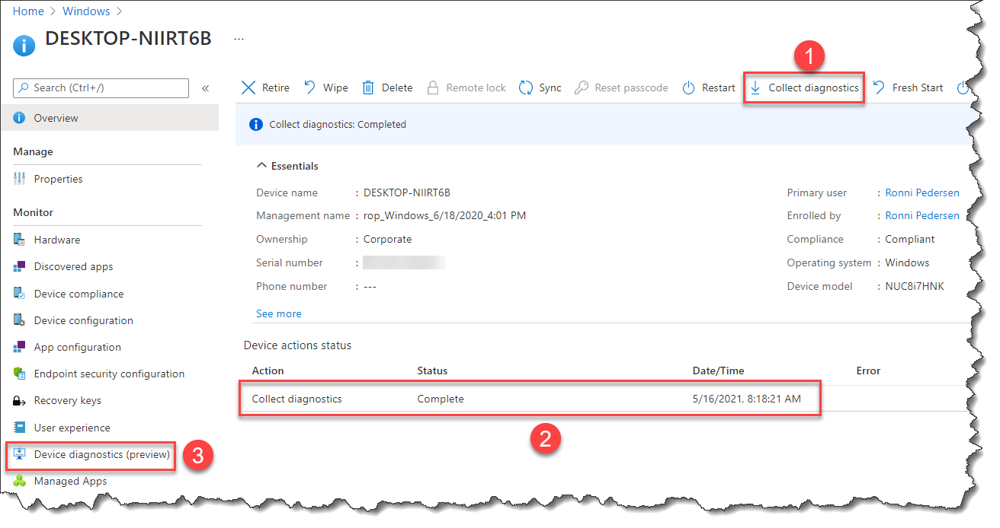 Home > Windows >
DESKTOP-NIIRT6B ...
1
Search (Ctrl+/) «
Retire Wipe Delete Remote lock Sync Reset passcode Restart Collect diagnostics Fresh Start
Overview
Collect diagnostics: Completed
Manage
Properties
Monitor
Hardware
Discovered apps
Device compliance
Device configuration
App configuration
Endpoint security configuration
Recovery keys
User experience
Device diagnostics (preview)
3
Managed Apps
Essentials
Device name : DESKTOP-NIIRT6B
Management name : rop_Windows_6/18/2020_4:01 PM
Ownership : Corporate
Serial number :
Phone number : ---
See more
Primary user : Ronni Pedersen
Enrolled by : Ronni Pedersen
Compliance : Compliant
Operating system : Windows
Device model : NUC8i7HNK
Device actions status
Action Status Date/Time Error
Collect diagnostics Complete 5/16/2021, 8:18:21 AM
2